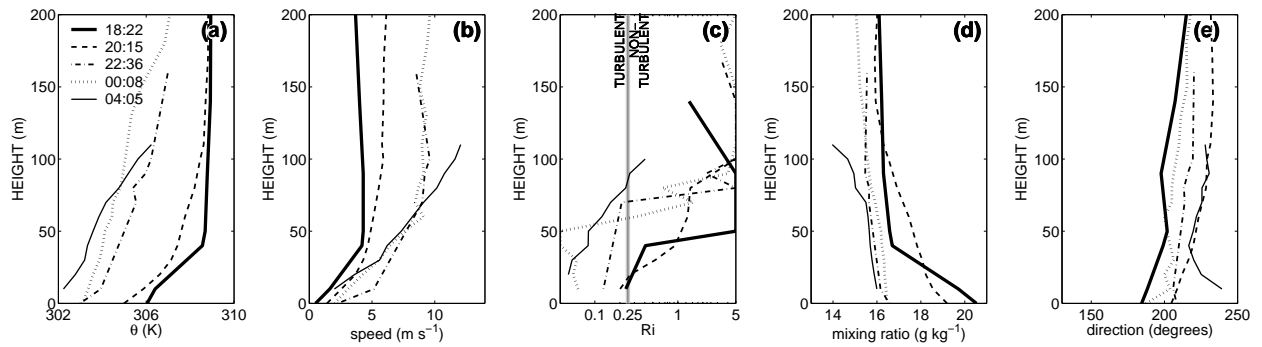 200
150
100
50
0
HEIGHT (m)
302
306
310
θ (K)
(a)
18:22
20:15
22:36
00:08
04:05
200
150
100
50
0
HEIGHT (m)
0
5
10
speed (m s⁻¹)
(b)
200
150
100
50
0
HEIGHT (m)
0.1
0.25
1
5
Ri
TURBULENT
NON–
TURBULENT
(c)
200
150
100
50
0
HEIGHT (m)
14
16
18
20
mixing ratio (g kg⁻¹)
(d)
200
150
100
50
0
HEIGHT (m)
150
200
250
direction (degrees)
(e)